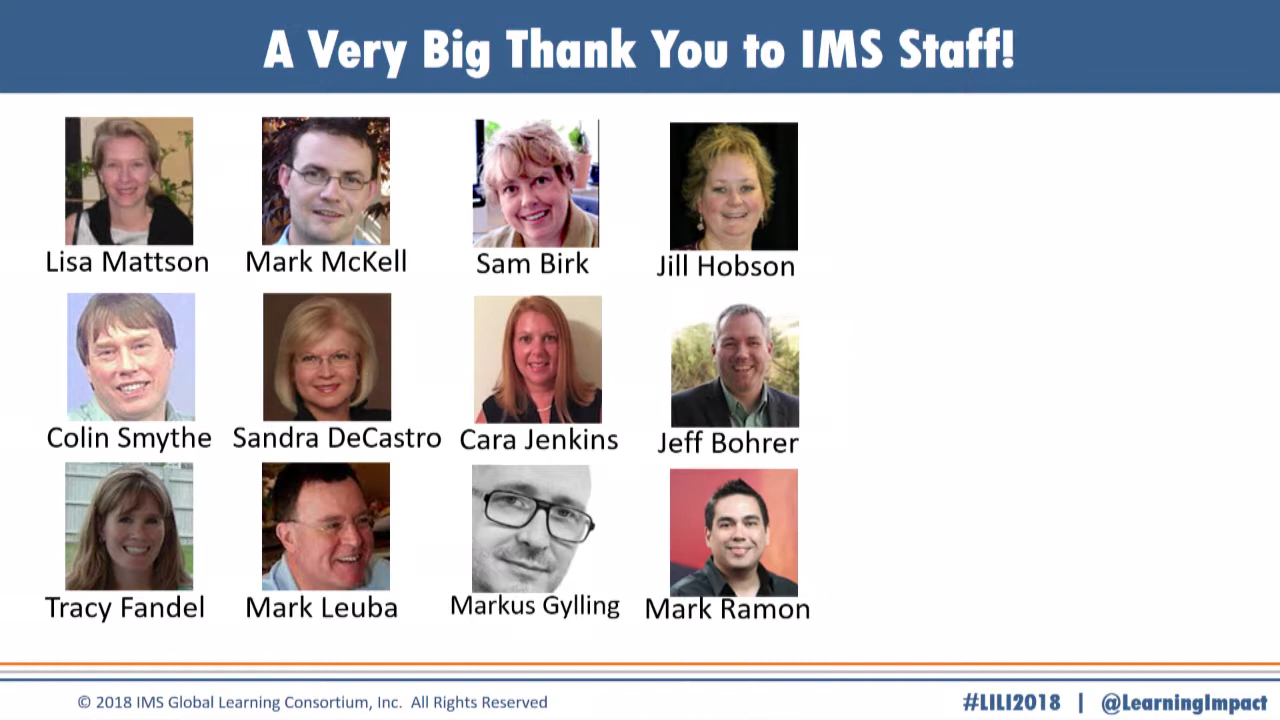 A Very Big Thank You to IMS Staff!
Lisa Mattson
Mark McKell
Sam Birk
Jill Hobson
Colin Smythe
Sandra DeCastro
Cara Jenkins
Jeff Bohrer
Tracy Fandel
Mark Leuba
Markus Gylling
Mark Ramon
© 2018 IMS Global Learning Consortium, Inc. All Rights Reserved
#LILI2018 | @LearningImpact